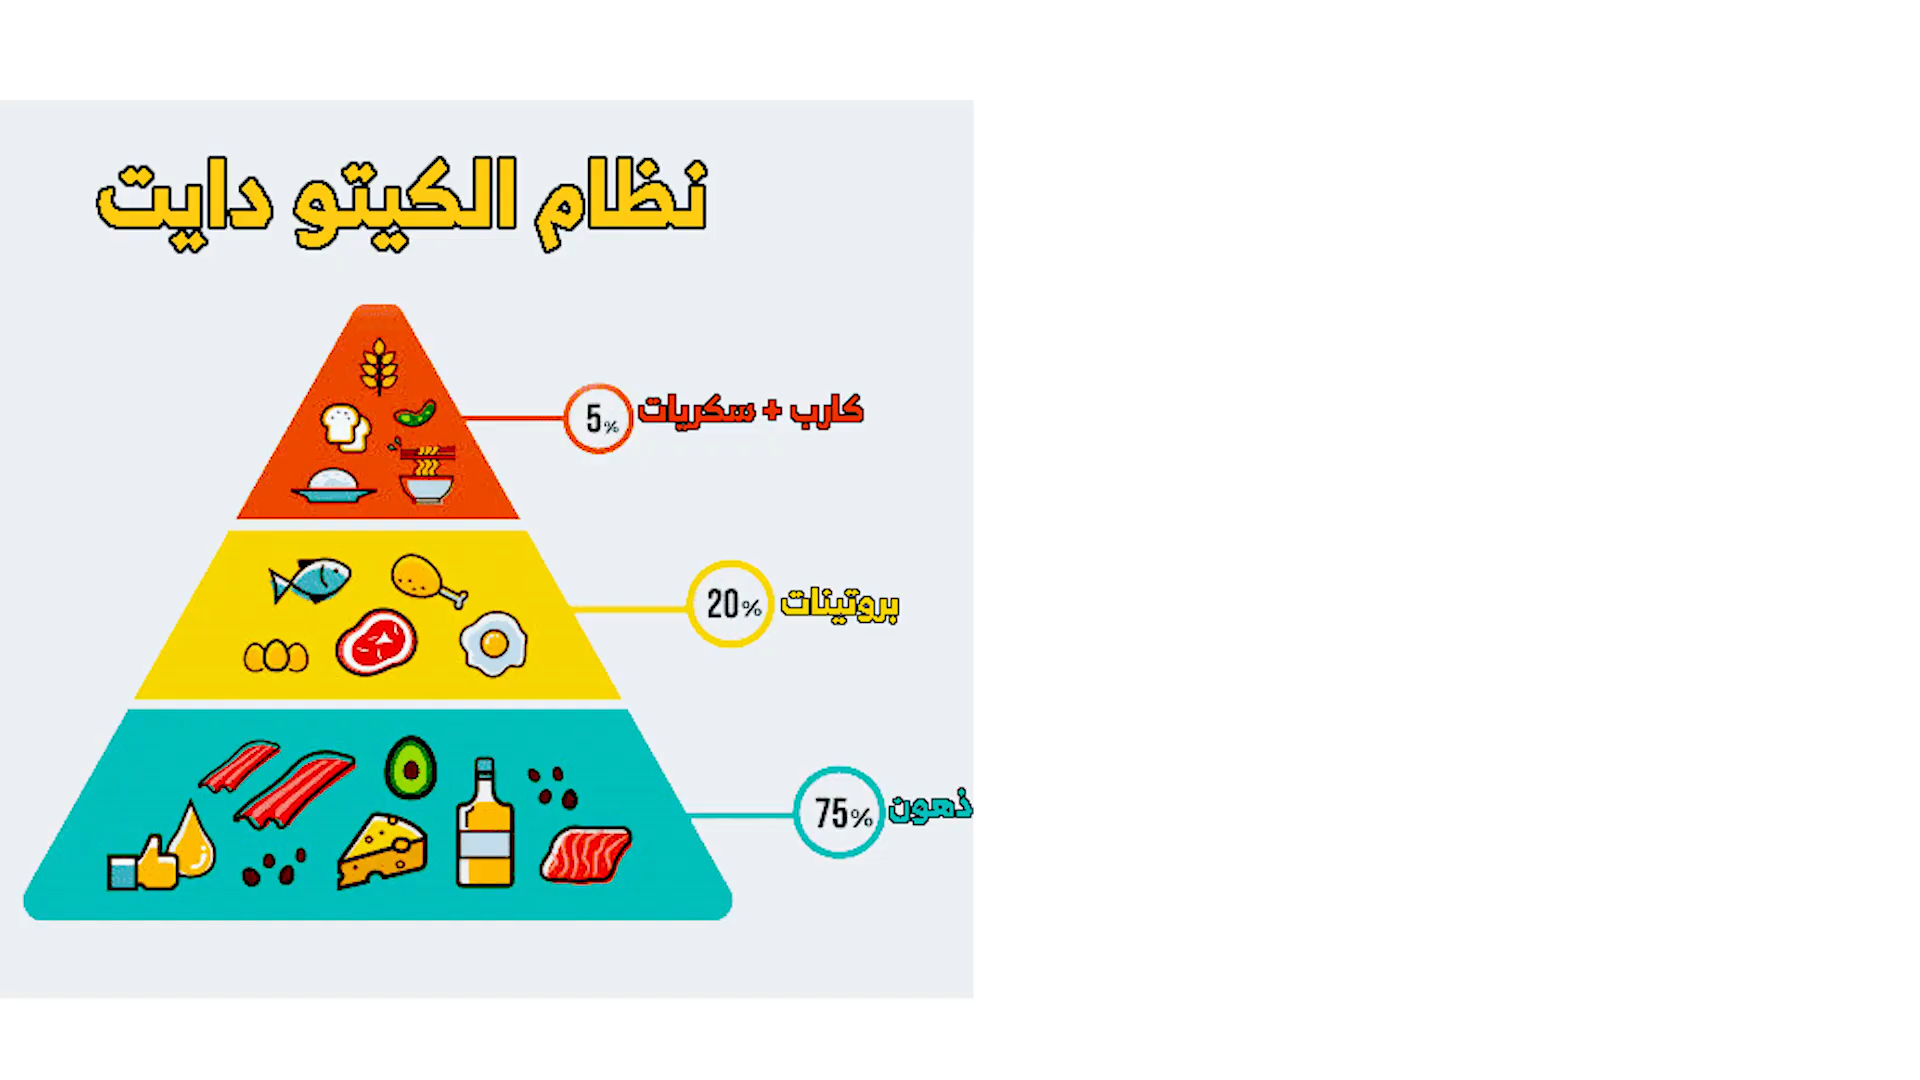 نظام الكيتو دايت
5% كارب + سكريات
20% بروتينات
75% ذهون